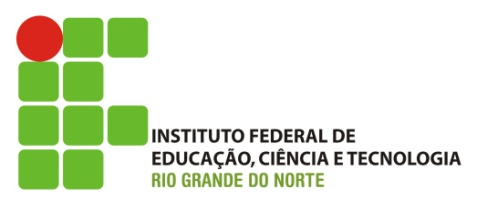 INSTITUTO FEDERAL DE
EDUCAÇÃO, CIÊNCIA E TECNOLOGIA
RIO GRANDE DO NORTE